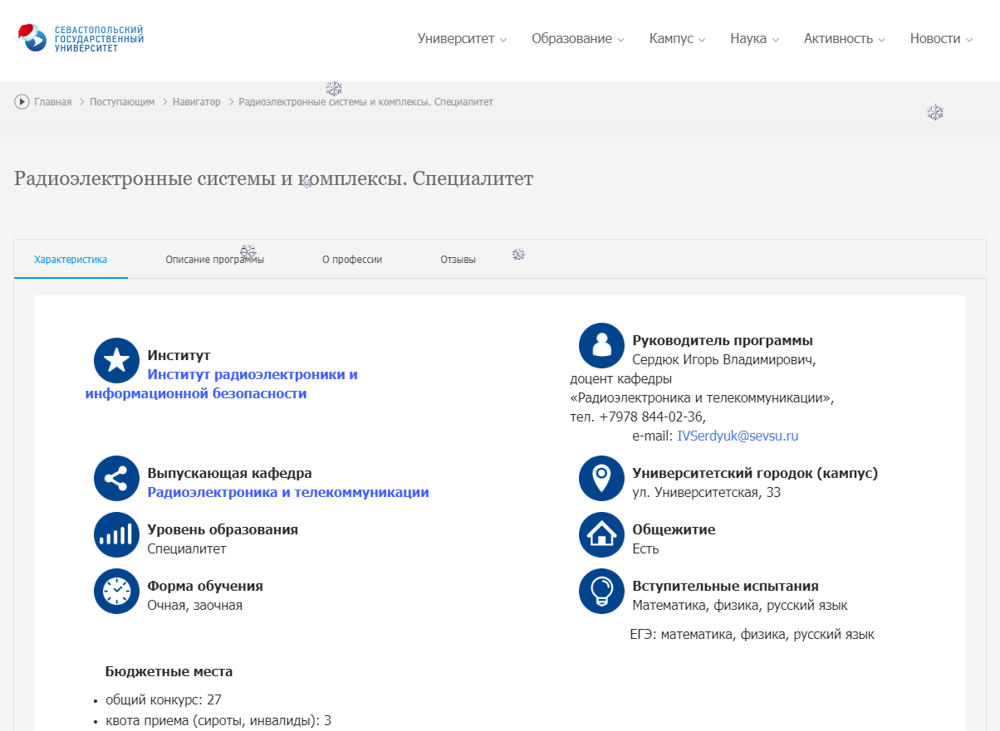 СЕВАСТОПОЛЬСКИЙ
ГОСУДАРСТВЕННЫЙ
УНИВЕРСИТЕТ
Университет Образование Кампус Наука Активность Новости
Главная Поступающим Навигатор Радиоэлектронные системы и комплексы. Специалитет
Радиоэлектронные системы и комплексы. Специалитет
Характеристика Описание программы О профессии Отзывы
Институт
Институт радиоэлектроники и
информационной безопасности
Руководитель программы
Сердюк Игорь Владимирович,
доцент кафедры
«Радиоэлектроника и телекоммуникации»,
тел. +7978 844-02-36,
e-mail: IVSerdyuk@sevsu.ru
Выпускающая кафедра
Радиоэлектроника и телекоммуникации
Университетский городок (кампус)
ул. Университетская, 33
Уровень образования
Специалитет
Общежитие
Есть
Форма обучения
Очная, заочная
Вступительные испытания
Математика, физика, русский язык
ЕГЭ: математика, физика, русский язык
Бюджетные места
• общий конкурс: 27
• квота приема (сироты, инвалиды): 3